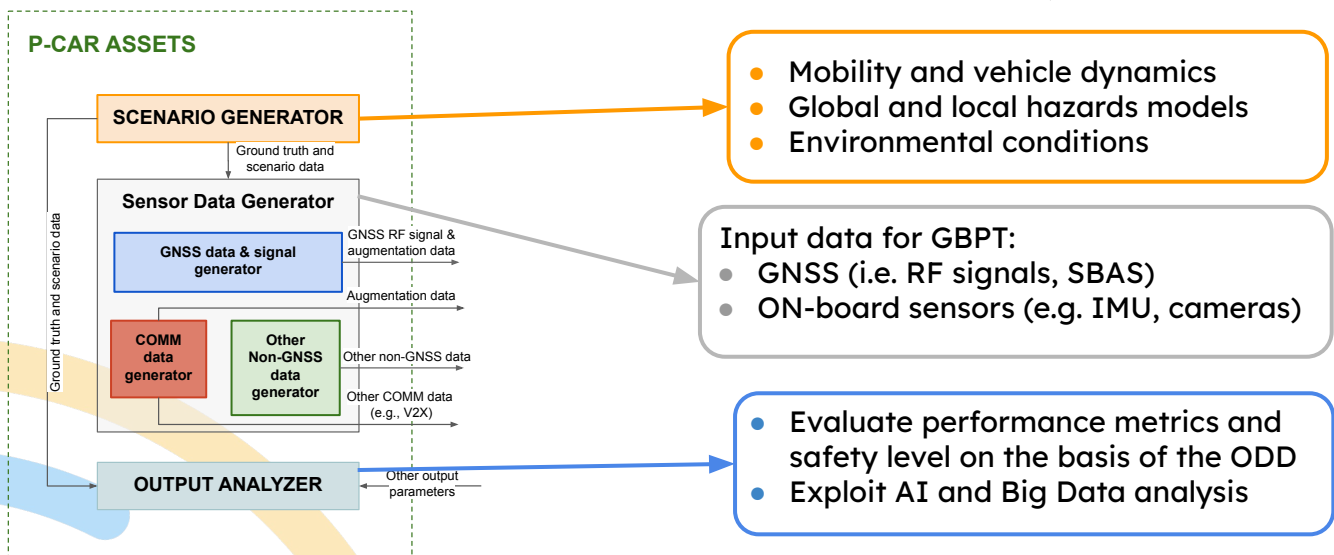 P-CAR ASSETS
SCENARIO GENERATOR
Ground truth and
scenario data
Ground truth and scenario data
Sensor Data Generator
GNSS data & signal
generator
GNSS RF signal &
augmentation data
Augmentation data
COMM
data
generator
Other
Non-GNSS
data
generator
Other non-GNSS data
Other COMM data
(e.g., V2X)
OUTPUT ANALYZER
Other output
parameters
● Mobility and vehicle dynamics
● Global and local hazards models
● Environmental conditions
Input data for GBPT:
● GNSS (i.e. RF signals, SBAS)
● ON-board sensors (e.g. IMU, cameras)
● Evaluate performance metrics and
safety level on the basis of the ODD
● Exploit AI and Big Data analysis